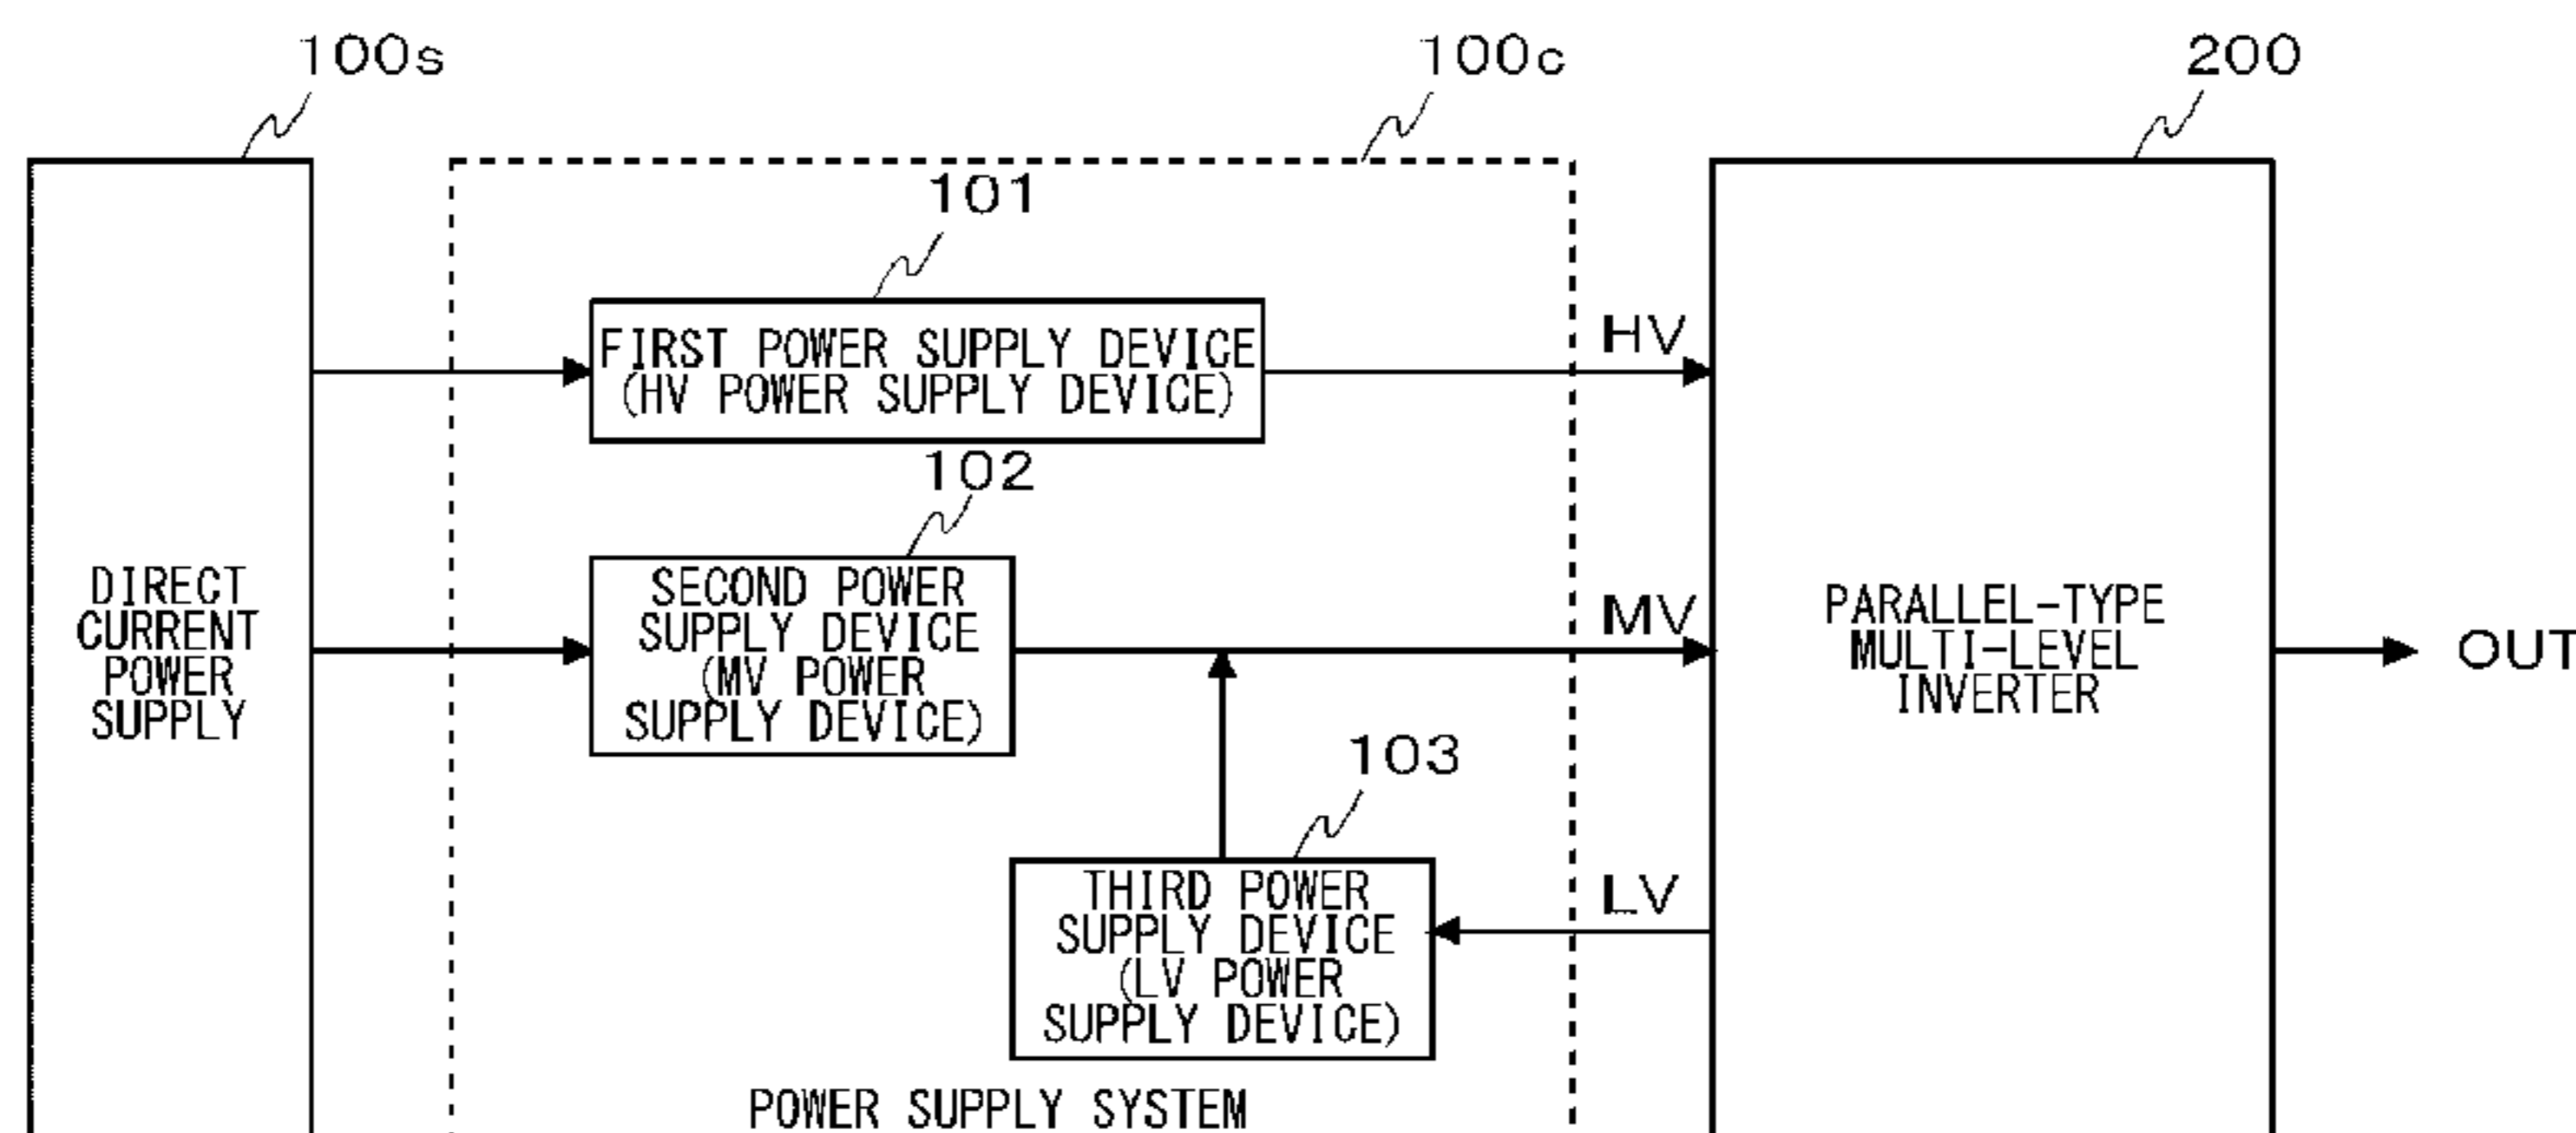 100s
100c
200
101
FIRST POWER SUPPLY DEVICE
(HV POWER SUPPLY DEVICE)
HV
102
DIRECT
CURRENT
POWER
SUPPLY
SECOND POWER
SUPPLY DEVICE
(MV POWER
SUPPLY DEVICE)
MV
PARALLEL-TYPE
MULTI-LEVEL
INVERTER
OUT
103
THIRD POWER
SUPPLY DEVICE
(LV POWER
SUPPLY DEVICE)
LV
POWER SUPPLY SYSTEM